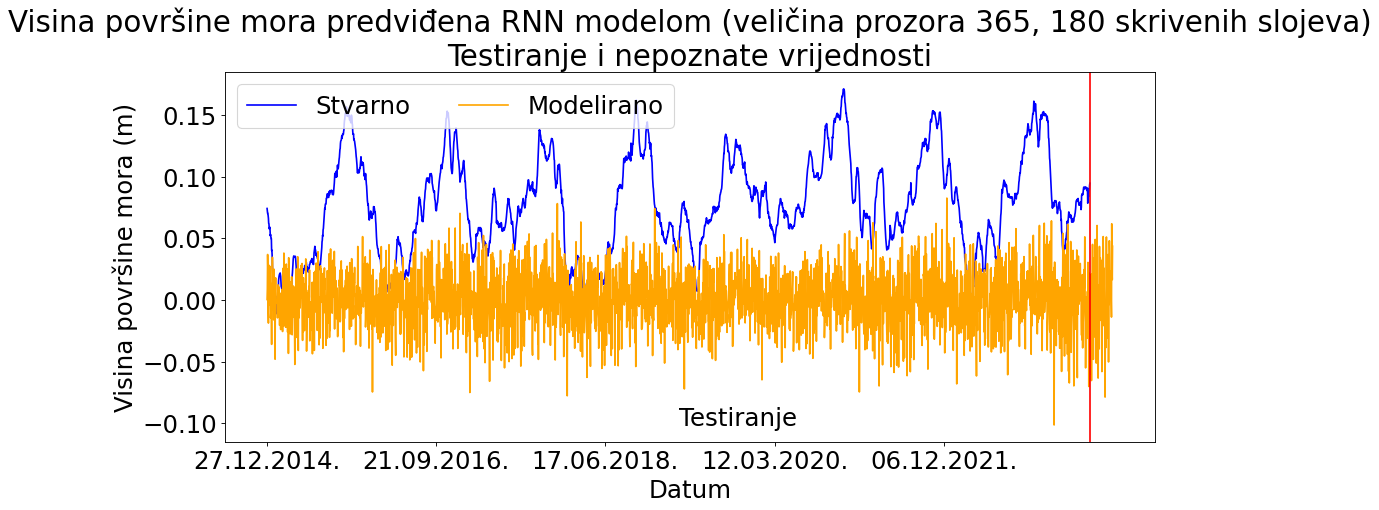 Visina površine mora predviđena RNN modelom (veličina prozora 365, 180 skrivenih slojeva)
Testiranje i nepoznate vrijednosti
Stvarno Modelirano
Visina površine mora (m)
0.15
0.10
0.05
0.00
−0.05
−0.10
Testiranje
27.12.2014. 21.09.2016. 17.06.2018. 12.03.2020. 06.12.2021.
Datum